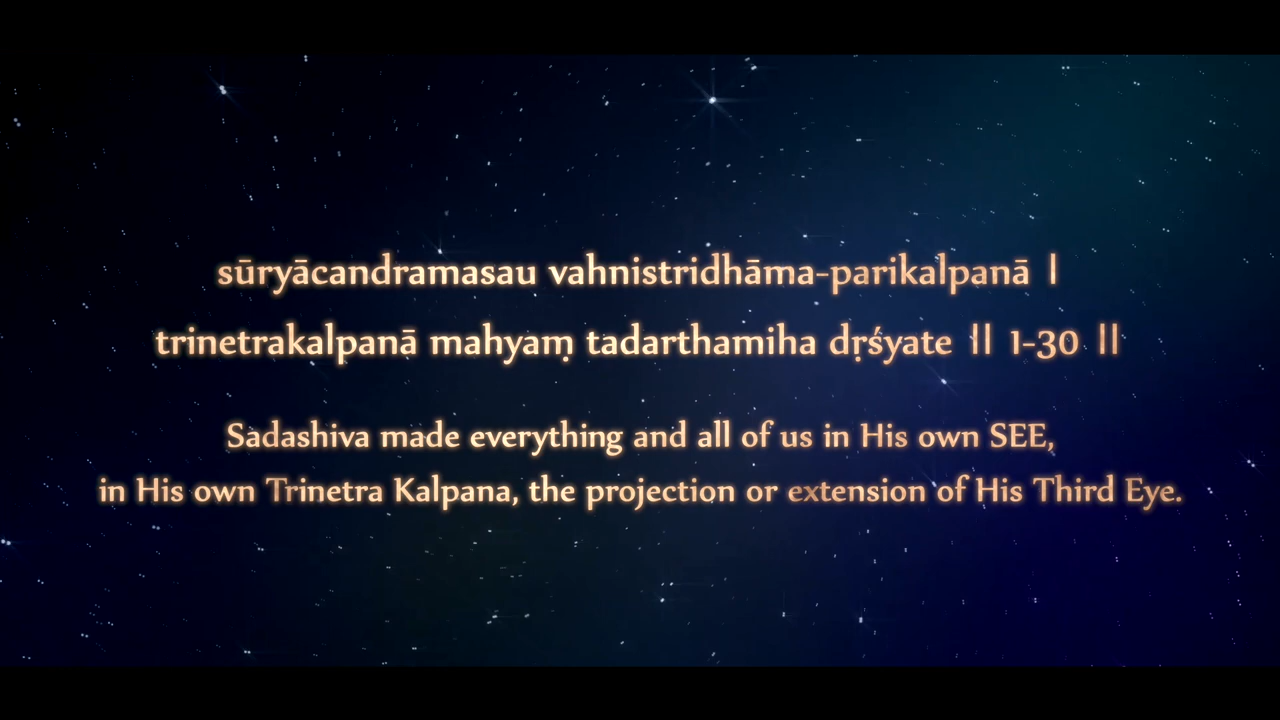 sūryācandramasau vahnistridhāma-parikalpanā |
trinetrakalpanā mahyaṃ tadarthamiha dṛśyate || 1-30 ||
Sadashiva made everything and all of us in His own SEE,
in His own Trinetra Kalpana, the projection or extension of His Third Eye.